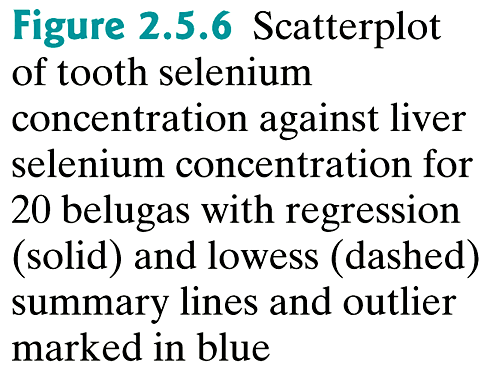 Figure 2.5.6 Scatterplot
of tooth selenium
concentration against liver
selenium concentration for
20 belugas with regression
(solid) and lowess (dashed)
summary lines and outlier
marked in blue